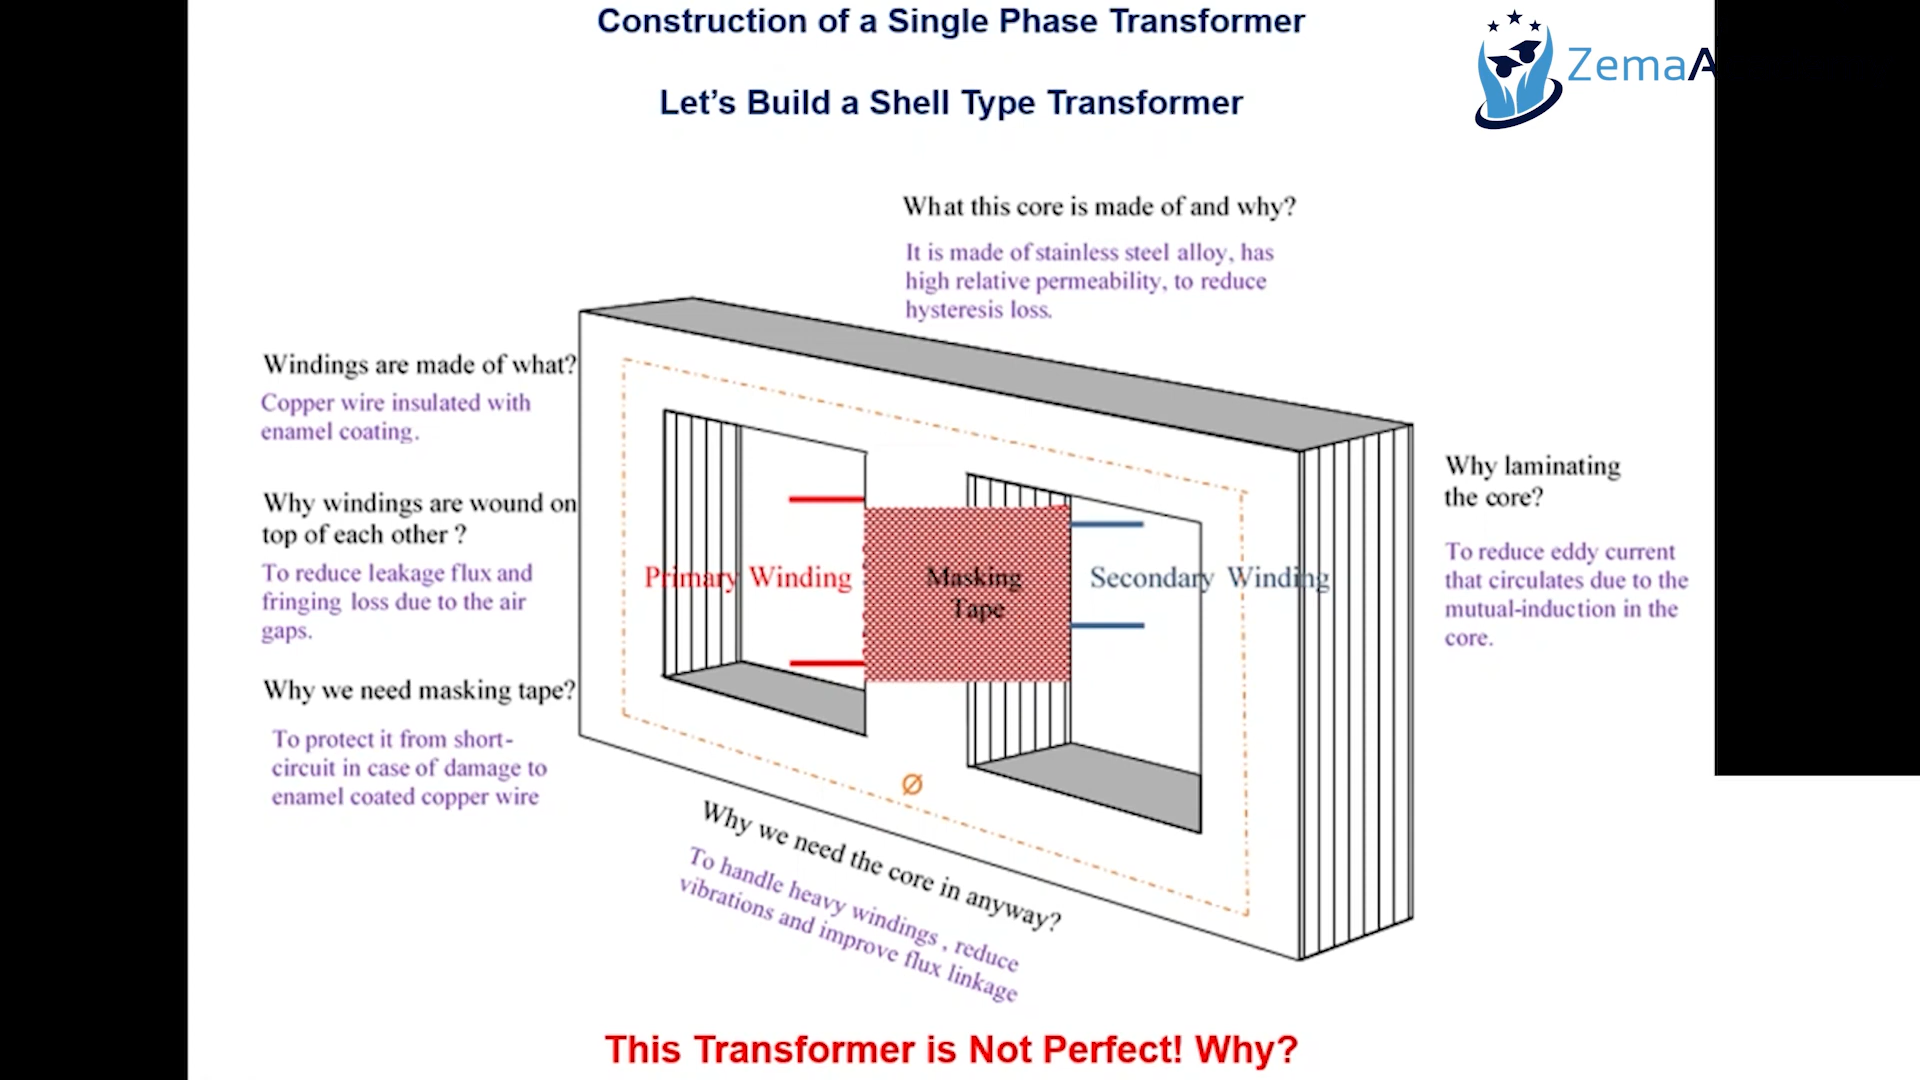 Construction of a Single Phase Transformer
ZemaA
Let's Build a Shell Type Transformer
What this core is made of and why?
It is made of stainless steel alloy, has
high relative permeability, to reduce
hysteresis loss.
Windings are made of what?
Copper wire insulated with
enamel coating.
Why windings are wound on
top of each other ?
To reduce leakage flux and
fringing loss due to the air
gaps.
Why we need masking tape?
To protect it from short-
circuit in case of damage to
enamel coated copper wire
Primary Winding
Masking
Tape
Secondary Winding
Why laminating
the core?
To reduce eddy current
that circulates due to the
mutual-induction in the
core.
Ø
Why we need the core in anyway?
To handle heavy windings , reduce
vibrations and improve flux linkage
This Transformer is Not Perfect! Why?